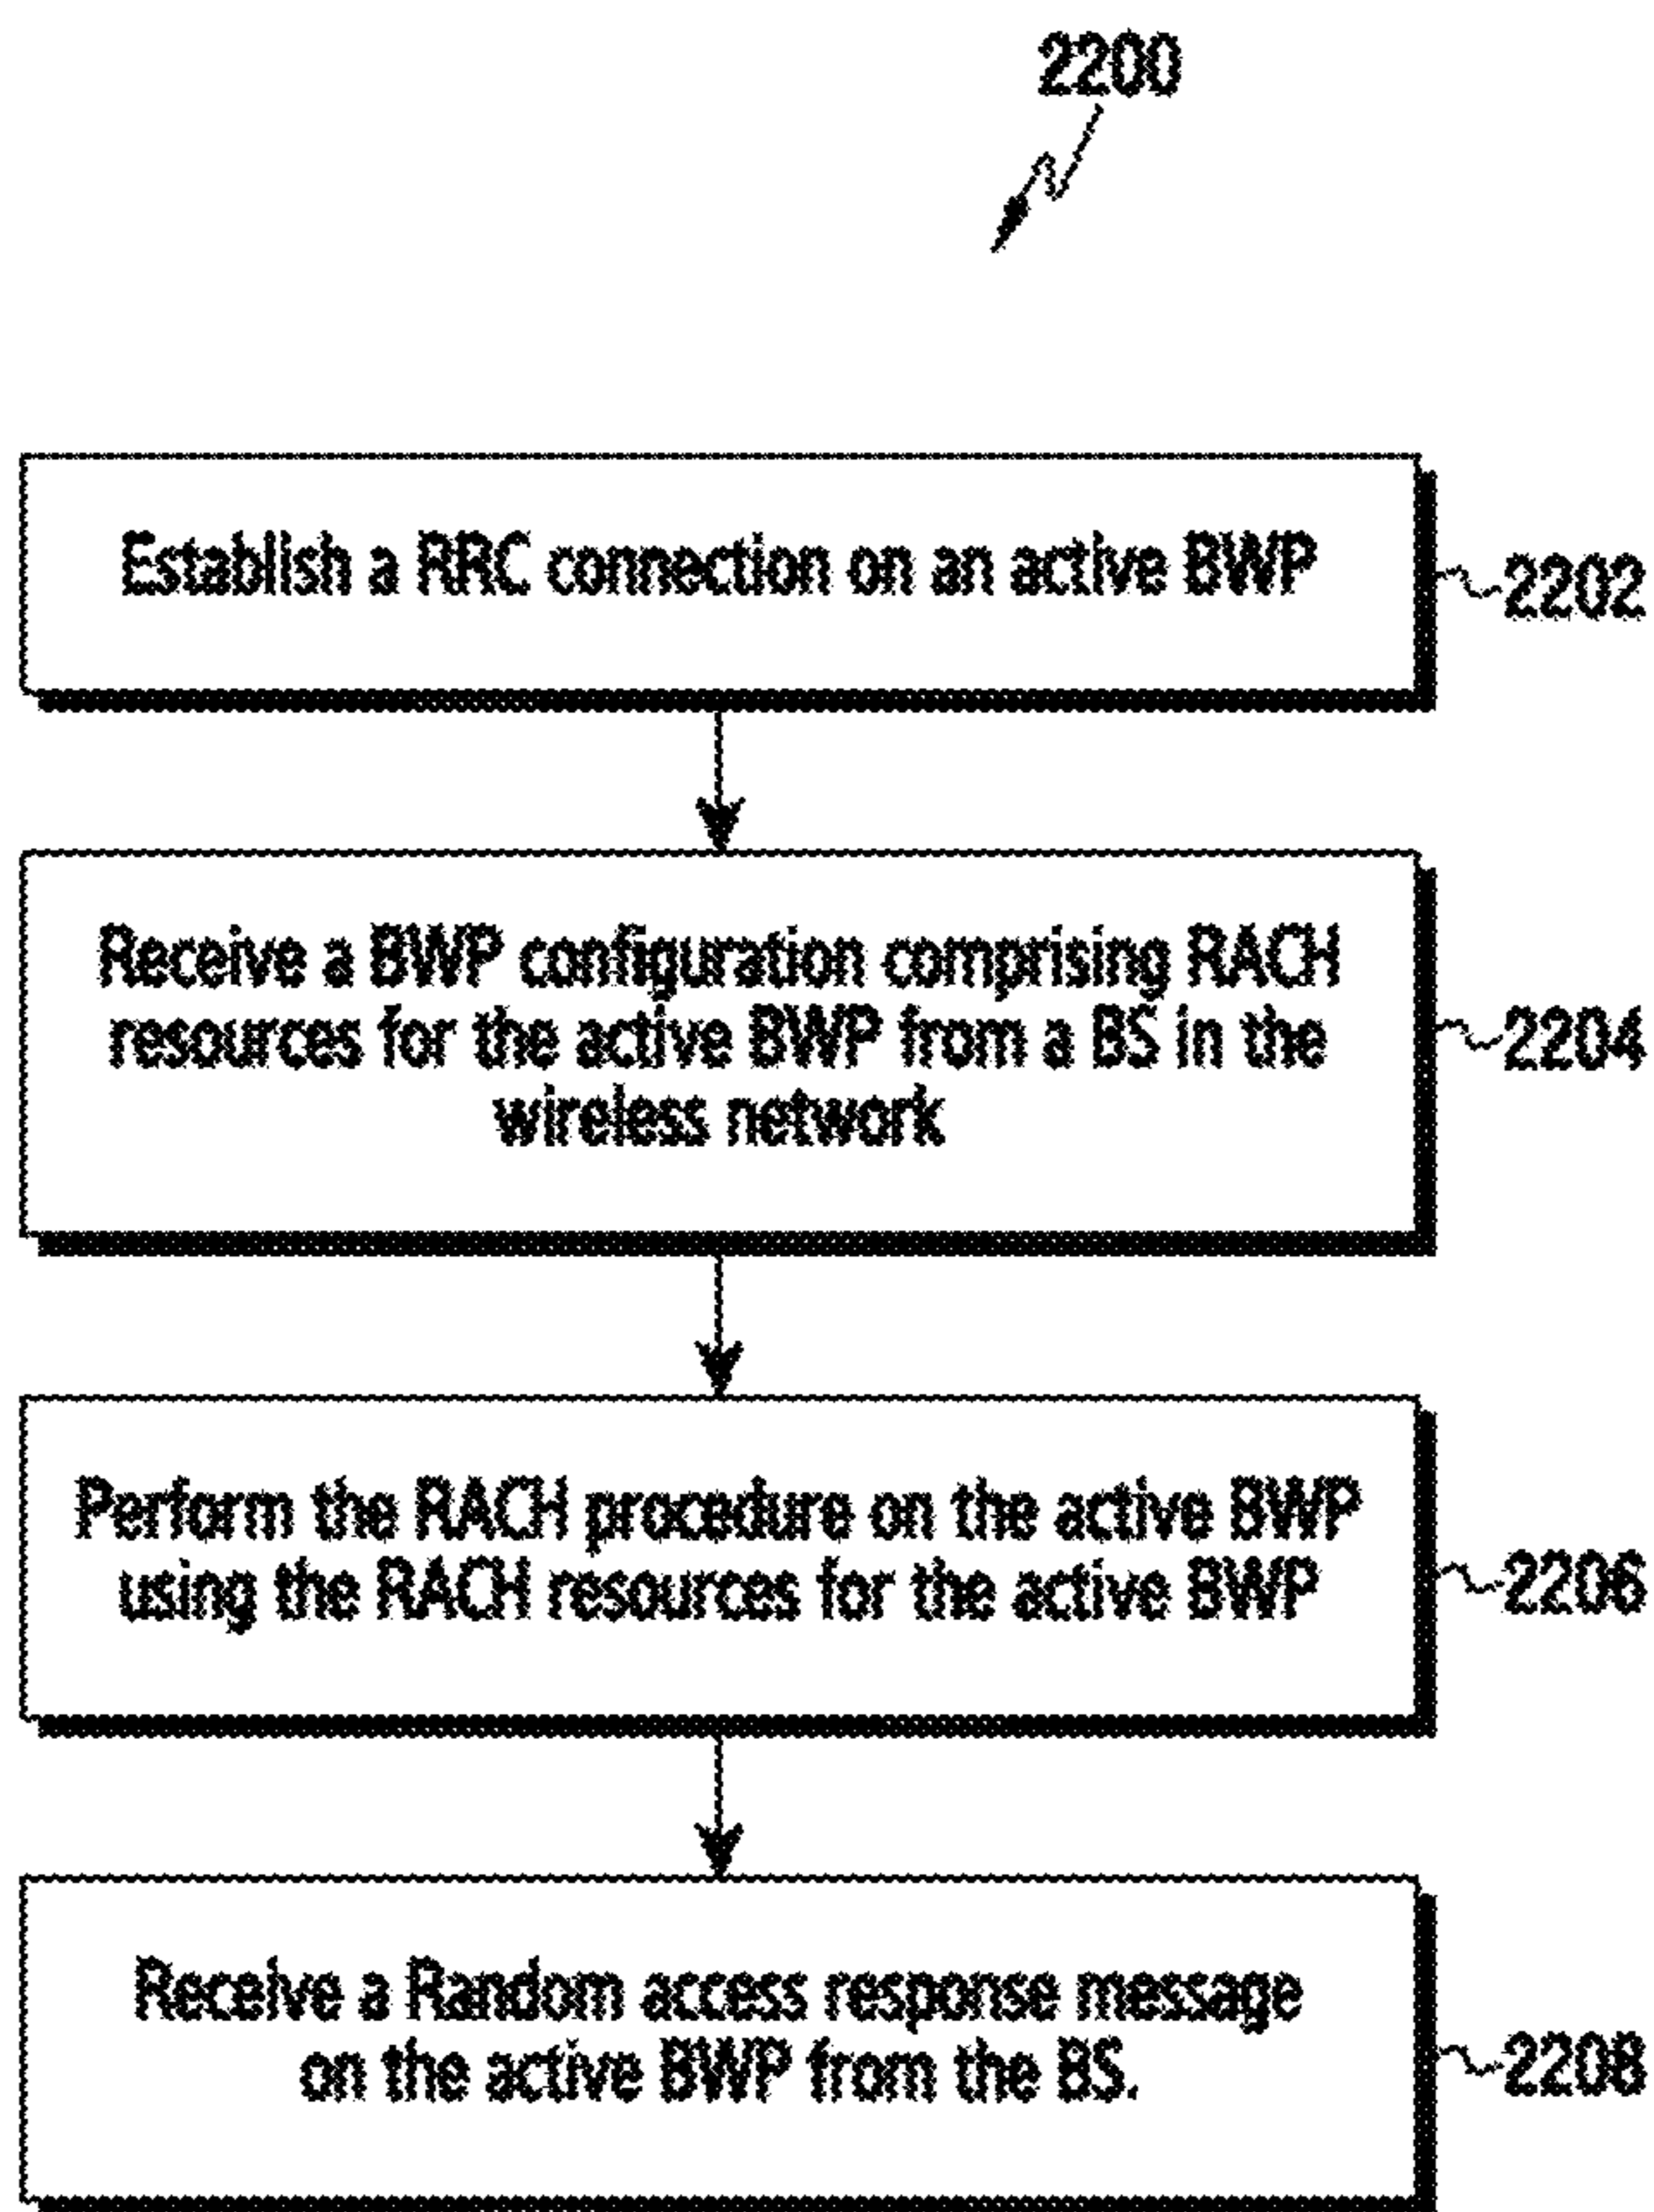 2200
Establish a RRC connection on an active BWP
2202
Receive a BWP configuration comprising RACH
resources for the active BWP from a BS in the
wireless network
2204
Perform the RACH procedure on the active BWP
using the RACH resources for the active BWP
2206
Receive a Random access response message
on the active BWP from the BS.
2208